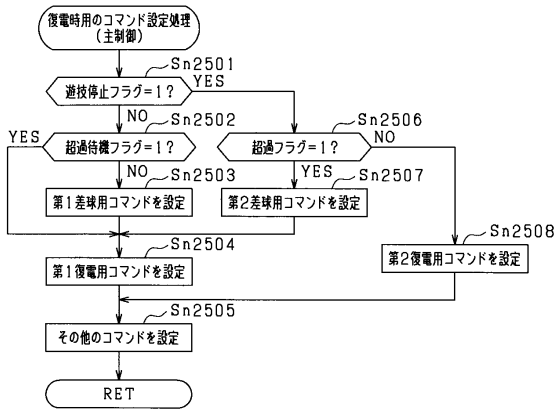 復電時用のコマンド設定処理
(主制御)
Sn2501
遊技停止フラグ=1?
YES
NO
Sn2502
YES
超過待機フラグ=1?
NO
Sn2503
第1差球用コマンドを設定
Sn2506
超過フラグ=1?
NO
YES
Sn2507
第2差球用コマンドを設定
Sn2504
第1復電用コマンドを設定
Sn2508
第2復電用コマンドを設定
Sn2505
その他のコマンドを設定
RET